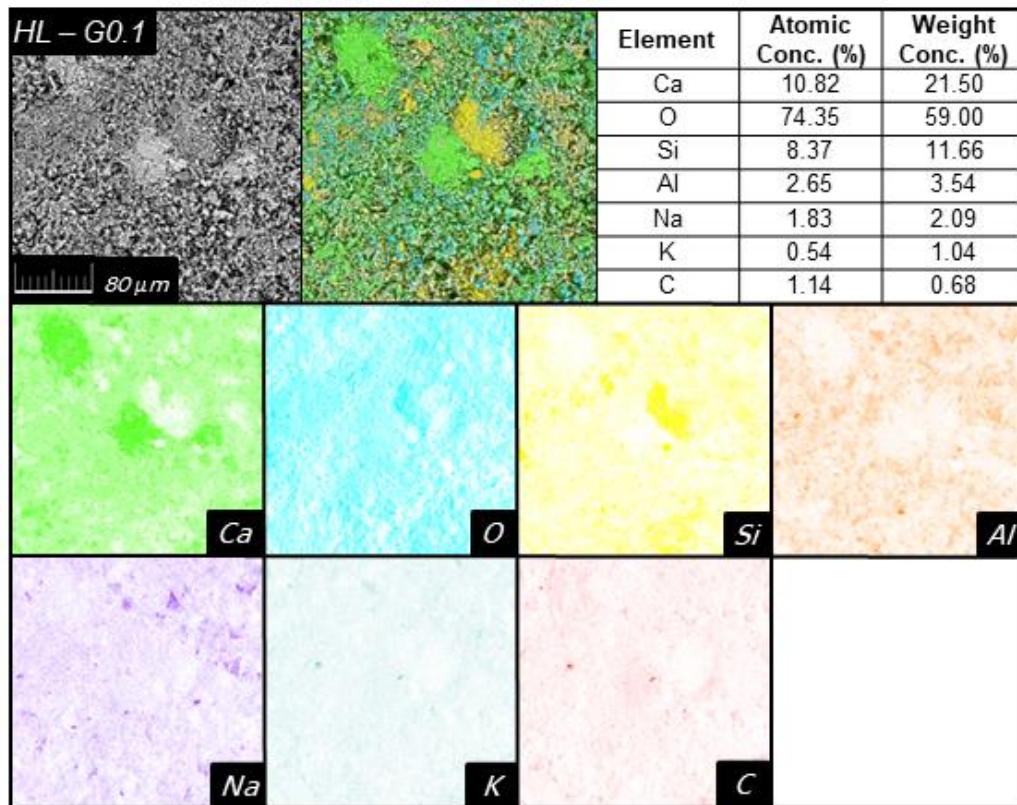 HL – G0.1
80 µm
Element Atomic Conc. (%) Weight Conc. (%)
Ca 10.82 21.50
O 74.35 59.00
Si 8.37 11.66
Al 2.65 3.54
Na 1.83 2.09
K 0.54 1.04
C 1.14 0.68
Ca
O
Si
Al
Na
K
C